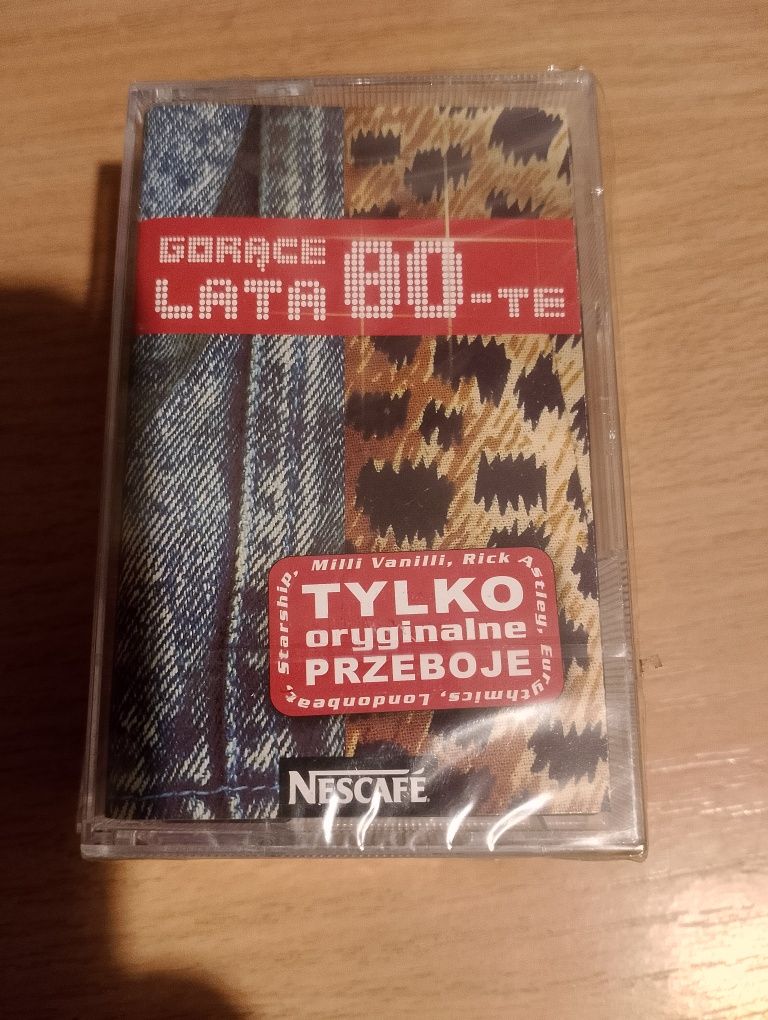 GORĄCE
LATA 80-TE
Milli Vanilli, Rick Astley, Eurythmics, Londonbeat, Starship,
TYLKO
oryginalne
PRZEBOJE
NESCAFÉ